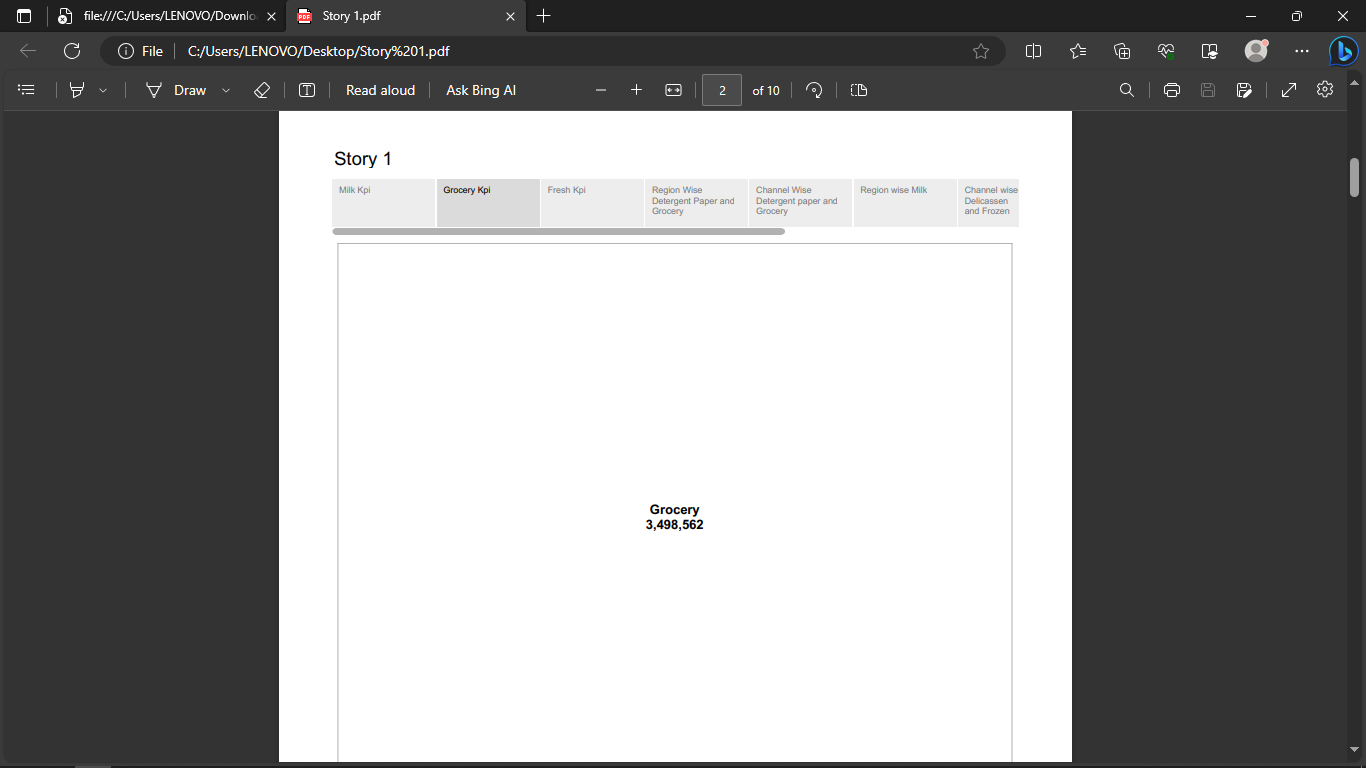 file:///C:/Users/LENOVO/Downlo
Story 1.pdf
File
C:/Users/LENOVO/Desktop/Story%201.pdf
Draw
Read aloud
Ask Bing AI
2 of 10
Story 1
Milk Kpi
Grocery Kpi
Fresh Kpi
Region Wise
Detergent Paper and
Grocery
Channel Wise
Detergent paper and
Grocery
Region wise Milk
Channel wise
Delicassen
and Frozen
Grocery
3,498,562